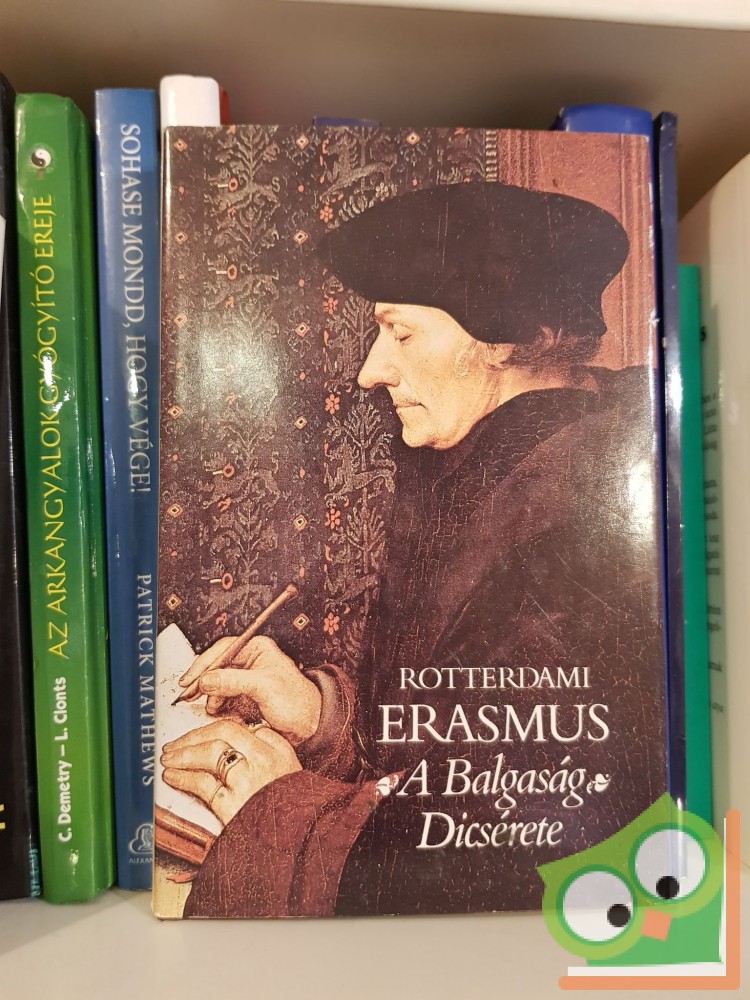 AZ ARKANGYALOK GYÓGYÍTÓ EREJE
C. Demetry – L. Clonts
SOHASE MONDD, HOGY VÉGE!
PATRICK MATHEWS
ROTTERDAMI
ERASMUS
A Balgaság
Dicsérete